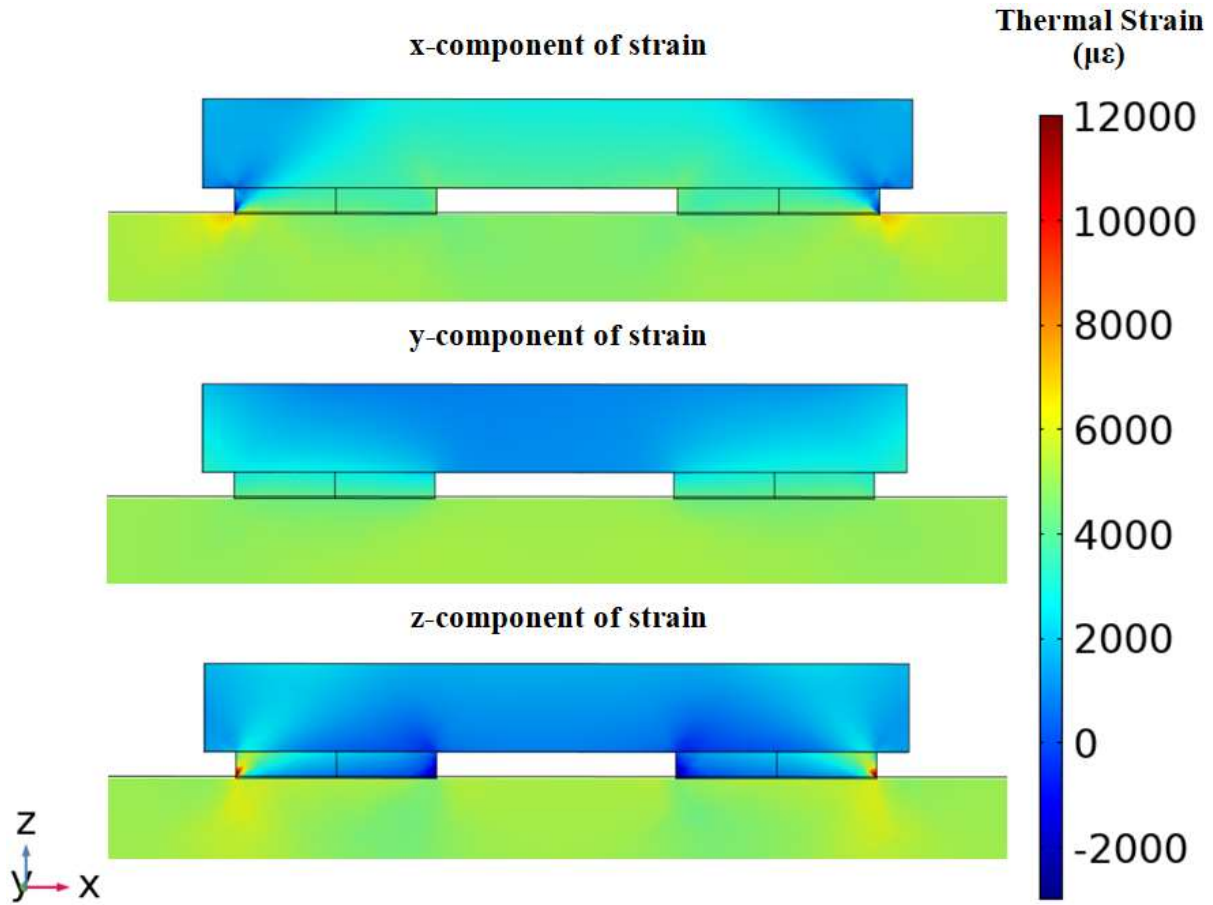 Thermal Strain
(με)
x-component of strain
12000
10000
8000
6000
4000
2000
0
-2000
y-component of strain
z-component of strain
z
y
x